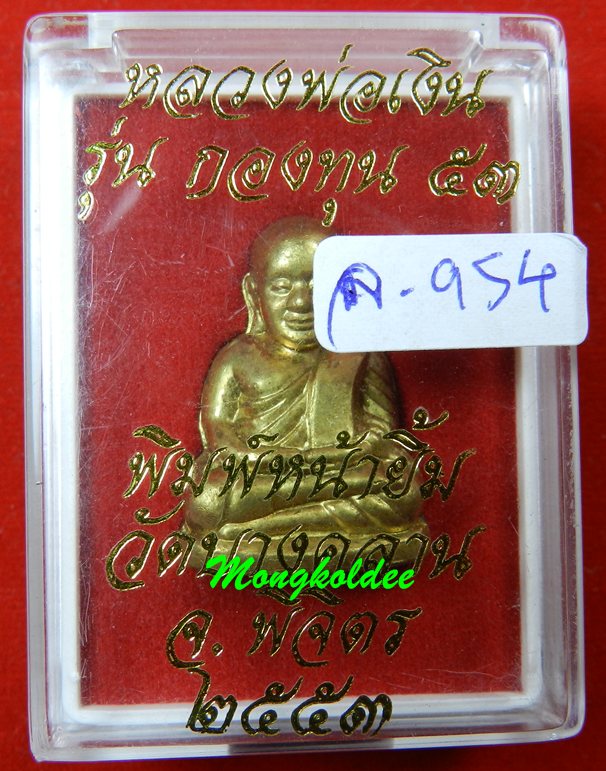 หลวงพ่อเงิน
รุ่น กองทุน ๕๓
ล-954
พิมพ์หน้ายิ้ม
วัดบางคลาน
Mongkoldee
จ. พิจิตร
๒๕๕๓